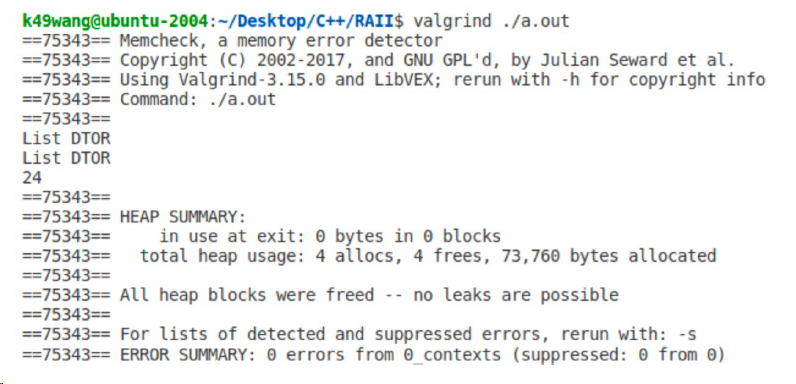 k49wang@ubuntu-2004:~/Desktop/C++/RAII$ valgrind ./a.out
==75343== Memcheck, a memory error detector
==75343== Copyright (C) 2002-2017, and GNU GPL'd, by Julian Seward et al.
==75343== Using Valgrind-3.15.0 and LibVEX; rerun with -h for copyright info
==75343== Command: ./a.out
==75343==
List DTOR
List DTOR
24
==75343==
==75343== HEAP SUMMARY:
==75343==     in use at exit: 0 bytes in 0 blocks
==75343==   total heap usage: 4 allocs, 4 frees, 73,760 bytes allocated
==75343==
==75343== All heap blocks were freed -- no leaks are possible
==75343==
==75343== For lists of detected and suppressed errors, rerun with: -s
==75343== ERROR SUMMARY: 0 errors from 0_contexts (suppressed: 0 from 0)